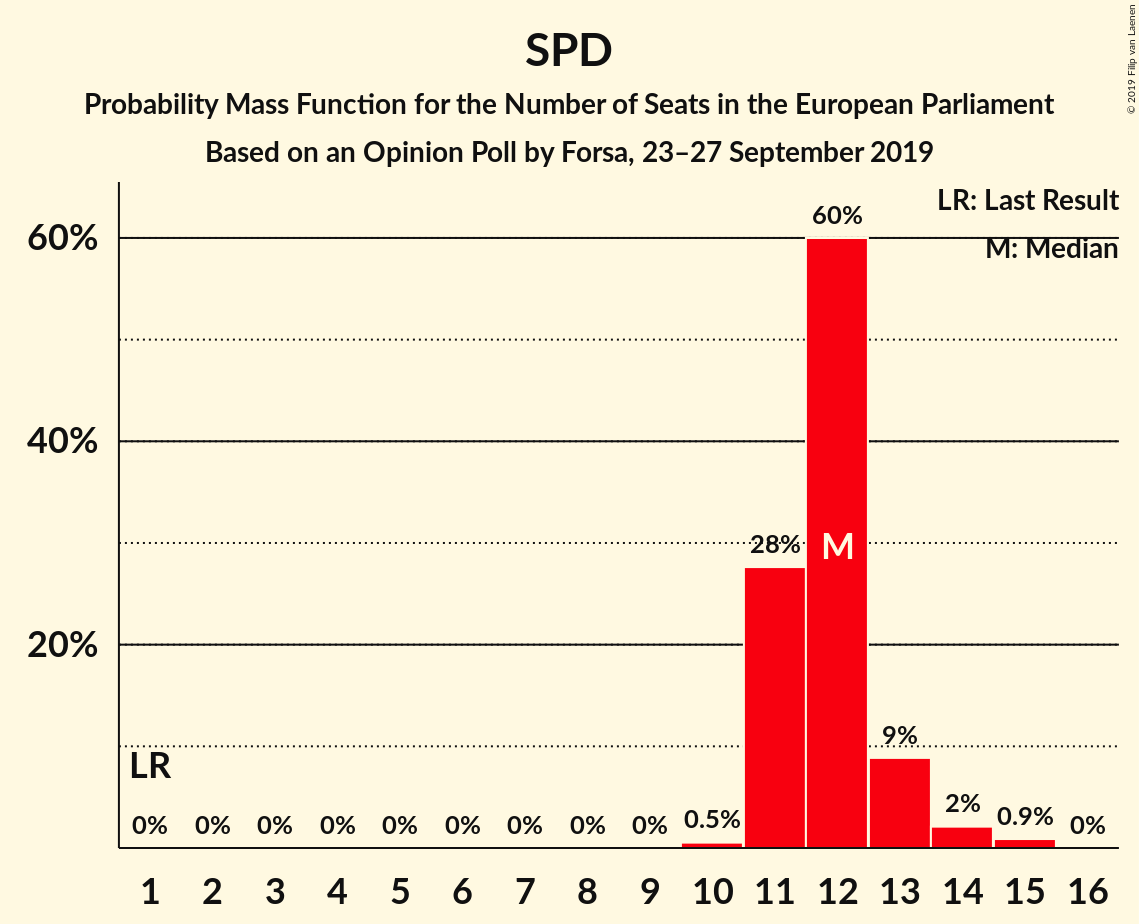 SPD
Probability Mass Function for the Number of Seats in the European Parliament
Based on an Opinion Poll by Forsa, 23–27 September 2019
© 2019 Filip van Laenen
LR: Last Result
M: Median
60%
40%
20%
60%
28%
M
9%
LR
2%
0% 0% 0% 0% 0% 0% 0% 0% 0% 0.5% 0.9% 0%
1 2 3 4 5 6 7 8 9 10 11 12 13 14 15 16